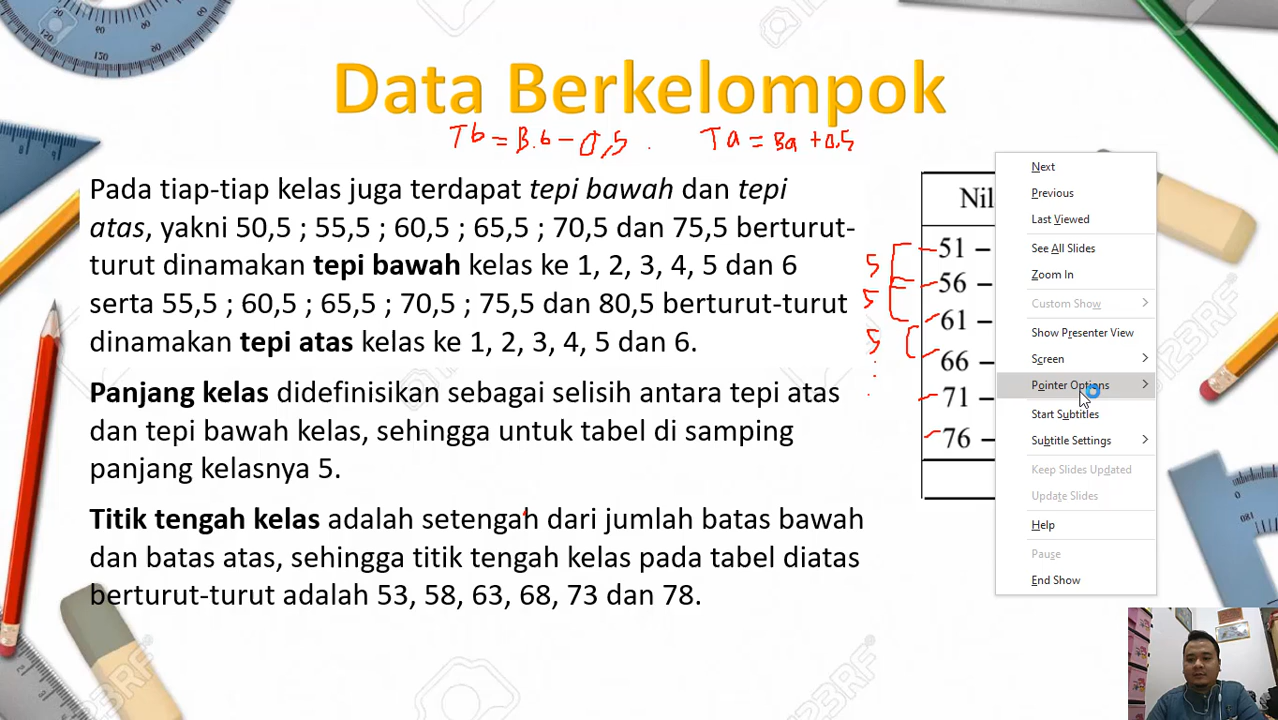 Data Berkelompok
Tb = B.b - 0,5 . Ta = Ba + 0.5
Pada tiap-tiap kelas juga terdapat tepi bawah dan tepi
atas, yakni 50,5 ; 55,5 ; 60,5 ; 65,5 ; 70,5 dan 75,5 berturut-
turut dinamakan tepi bawah kelas ke 1, 2, 3, 4, 5 dan 6
serta 55,5 ; 60,5 ; 65,5 ; 70,5 ; 75,5 dan 80,5 berturut-turut
dinamakan tepi atas kelas ke 1, 2, 3, 4, 5 dan 6.
Panjang kelas didefinisikan sebagai selisih antara tepi atas
dan tepi bawah kelas, sehingga untuk tabel di samping
panjang kelasnya 5.
Titik tengah kelas adalah setengah dari jumlah batas bawah
dan batas atas, sehingga titik tengah kelas pada tabel diatas
berturut-turut adalah 53, 58, 63, 68, 73 dan 78.
5
5
5
Nil
51 –
56 –
61 –
66 –
71 –
76 –
Next
Previous
Last Viewed
See All Slides
Zoom In
Custom Show
Show Presenter View
Screen
Pointer Options
Start Subtitles
Subtitle Settings
Keep Slides Updated
Update Slides
Help
Pause
End Show